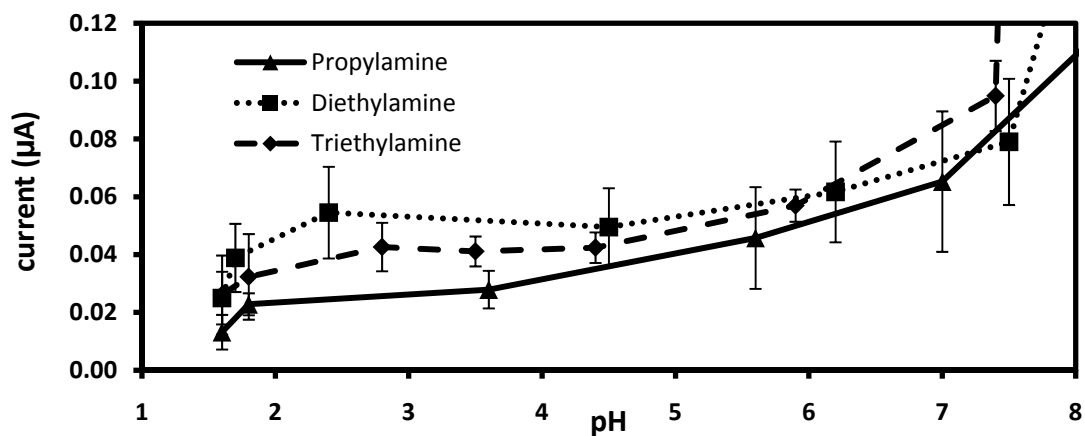 0.12
0.10
0.08
0.06
0.04
0.02
0.00
current (µA)
Propylamine
Diethylamine
Triethylamine
1 2 3 4 5 6 7 8
pH